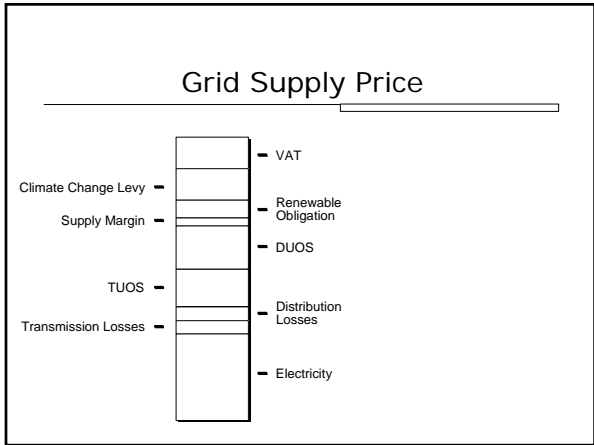 Grid Supply Price
VAT
Climate Change Levy
Renewable
Obligation
Supply Margin
DUOS
TUOS
Distribution
Losses
Transmission Losses
Electricity